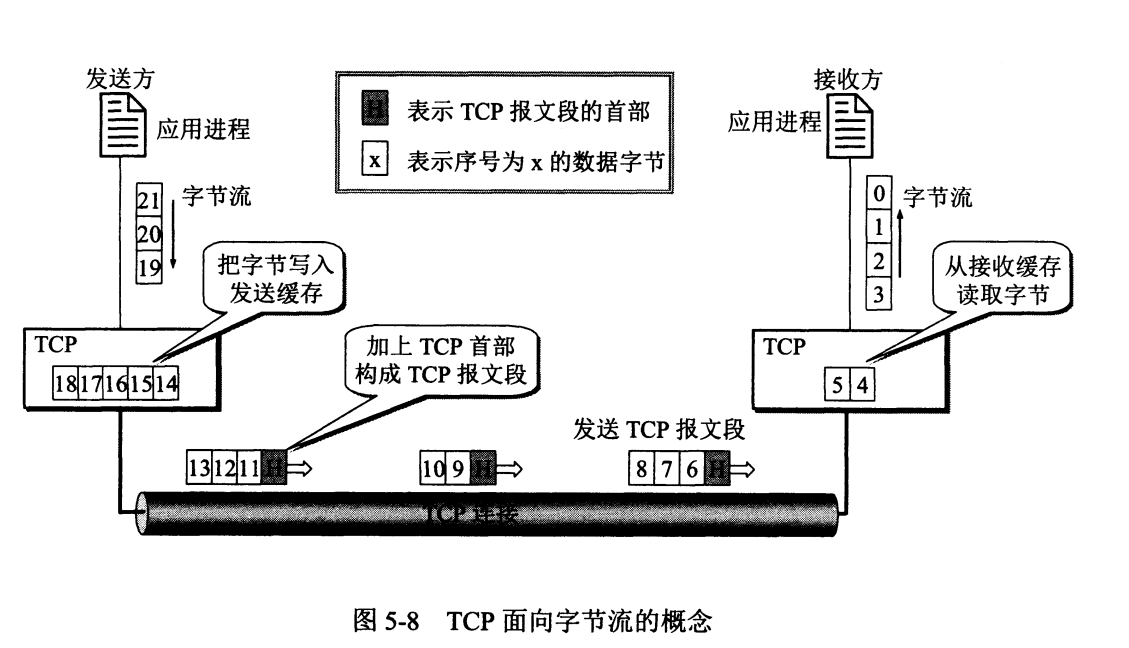 发送方
应用进程
字节流
21
20
19
把字节写入
发送缓存
TCP
18 17 16 15 14
H 表示 TCP 报文段的首部
x 表示序号为 x 的数据字节
接收方
应用进程
字节流
0
1
2
3
从接收缓存
读取字节
TCP
5 4
加上 TCP 首部
构成 TCP 报文段
发送 TCP 报文段
13 12 11 H
10 9 H
8 7 6 H
TCP 连接
图 5-8 TCP 面向字节流的概念